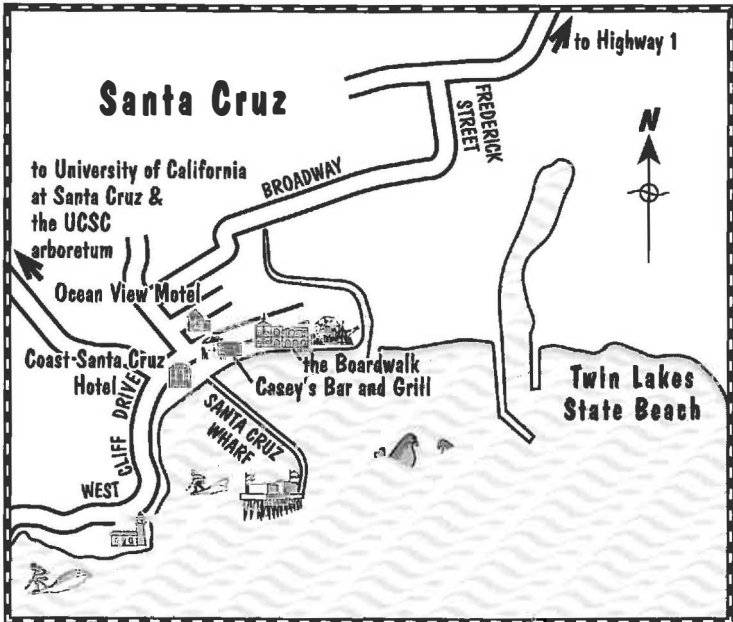 to Highway 1
Santa Cruz
FREDERICK
STREET
N
to University of California
at Santa Cruz &
the UCSC
arboretum
BROADWAY
Ocean View Motel
Coast-Santa Cruz
Hotel
the Boardwalk
Casey's Bar and Grill
Twin Lakes
State Beach
SANTA CRUZ
WHARF
WEST CLIFF DRIVE